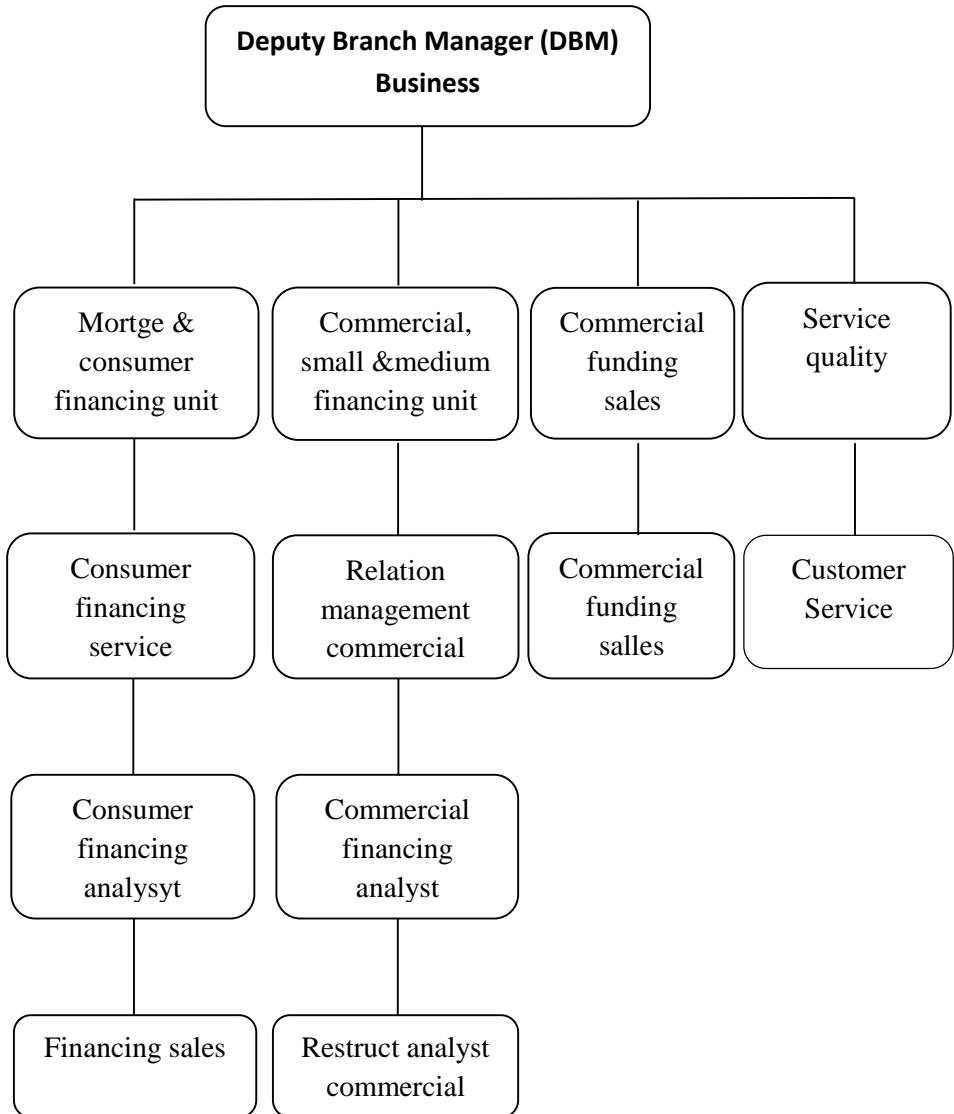 Deputy Branch Manager (DBM)
Business
Mortge &
consumer
financing unit
Commercial,
small &medium
financing unit
Commercial
funding
sales
Service
quality
Consumer
financing
service
Relation
management
commercial
Commercial
funding
salles
Customer
Service
Consumer
financing
analysyt
Commercial
financing
analyst
Financing sales
Restruct analyst
commercial